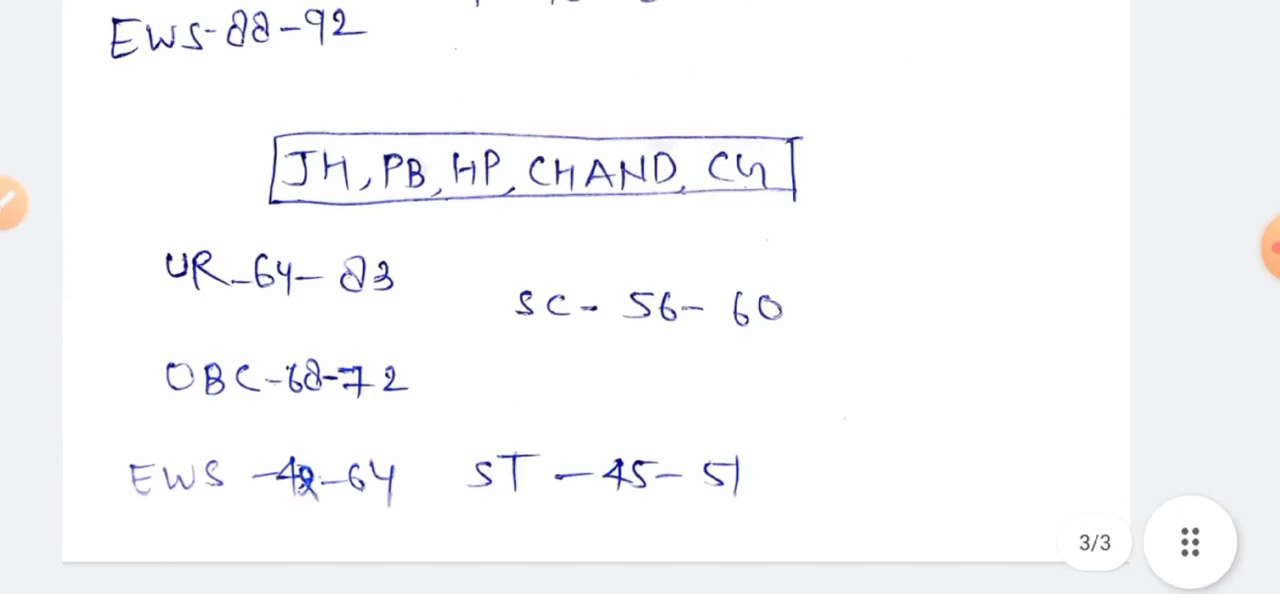 EWS-88-92
JH, PB, HP, CHAND, CG
UR-64-83
SC - 56- 60
OBC-68-72
EWS - -64 ST - 45- 51
3/3